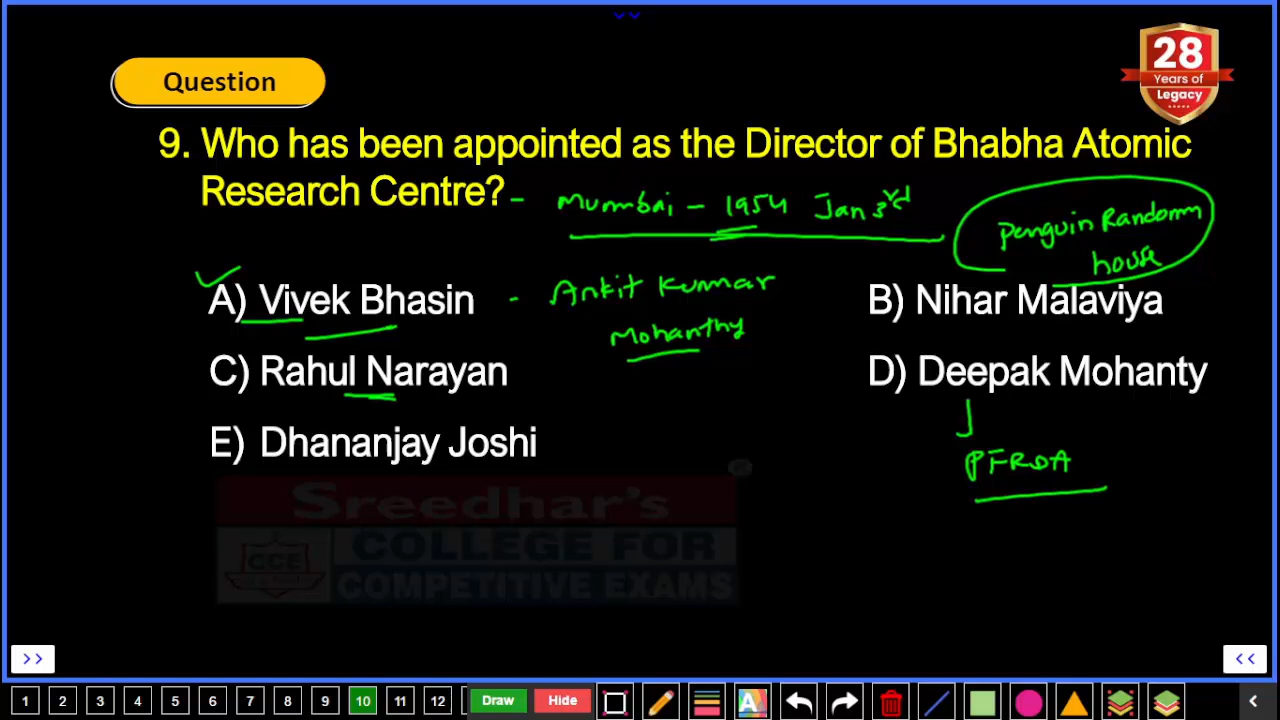 28
Years of
Legacy
Question
9. Who has been appointed as the Director of Bhabha Atomic
Research Centre? - Mumbai - 1954 Jan 3rd
Penguin Random
house
A) Vivek Bhasin - Ankit Kumar
Mohanthy
B) Nihar Malaviya
C) Rahul Narayan
D) Deepak Mohanty
PFRDA
E) Dhananjay Joshi
Sreedhar's
COLLEGE FOR
COMPETITIVE EXAMS
>> <<
1 2 3 4 5 6 7 8 9 10 11 12 Draw Hide A <